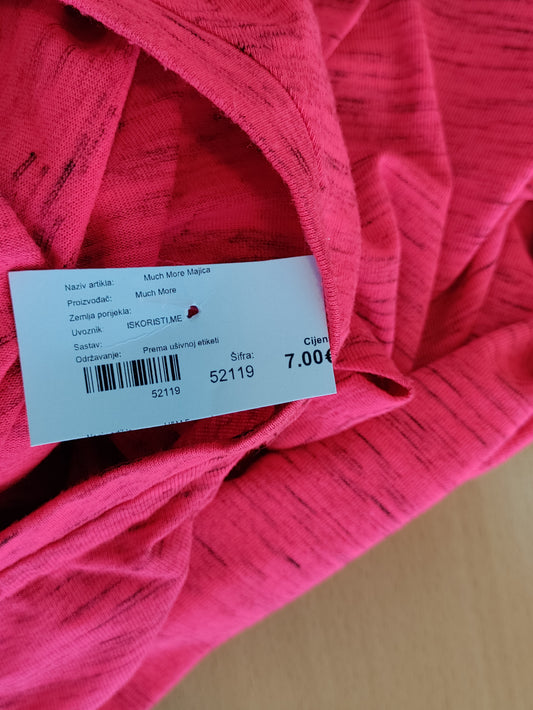 Naziv artikla: Much More Majica
Proizvođač: Much More
Zemlja porijekla:
Uvoznik ISKORISTI.ME
Sastav:
Održavanje: Prema ušivnoj etiketi
Šifra: Cijen
52119 7.00€
52119